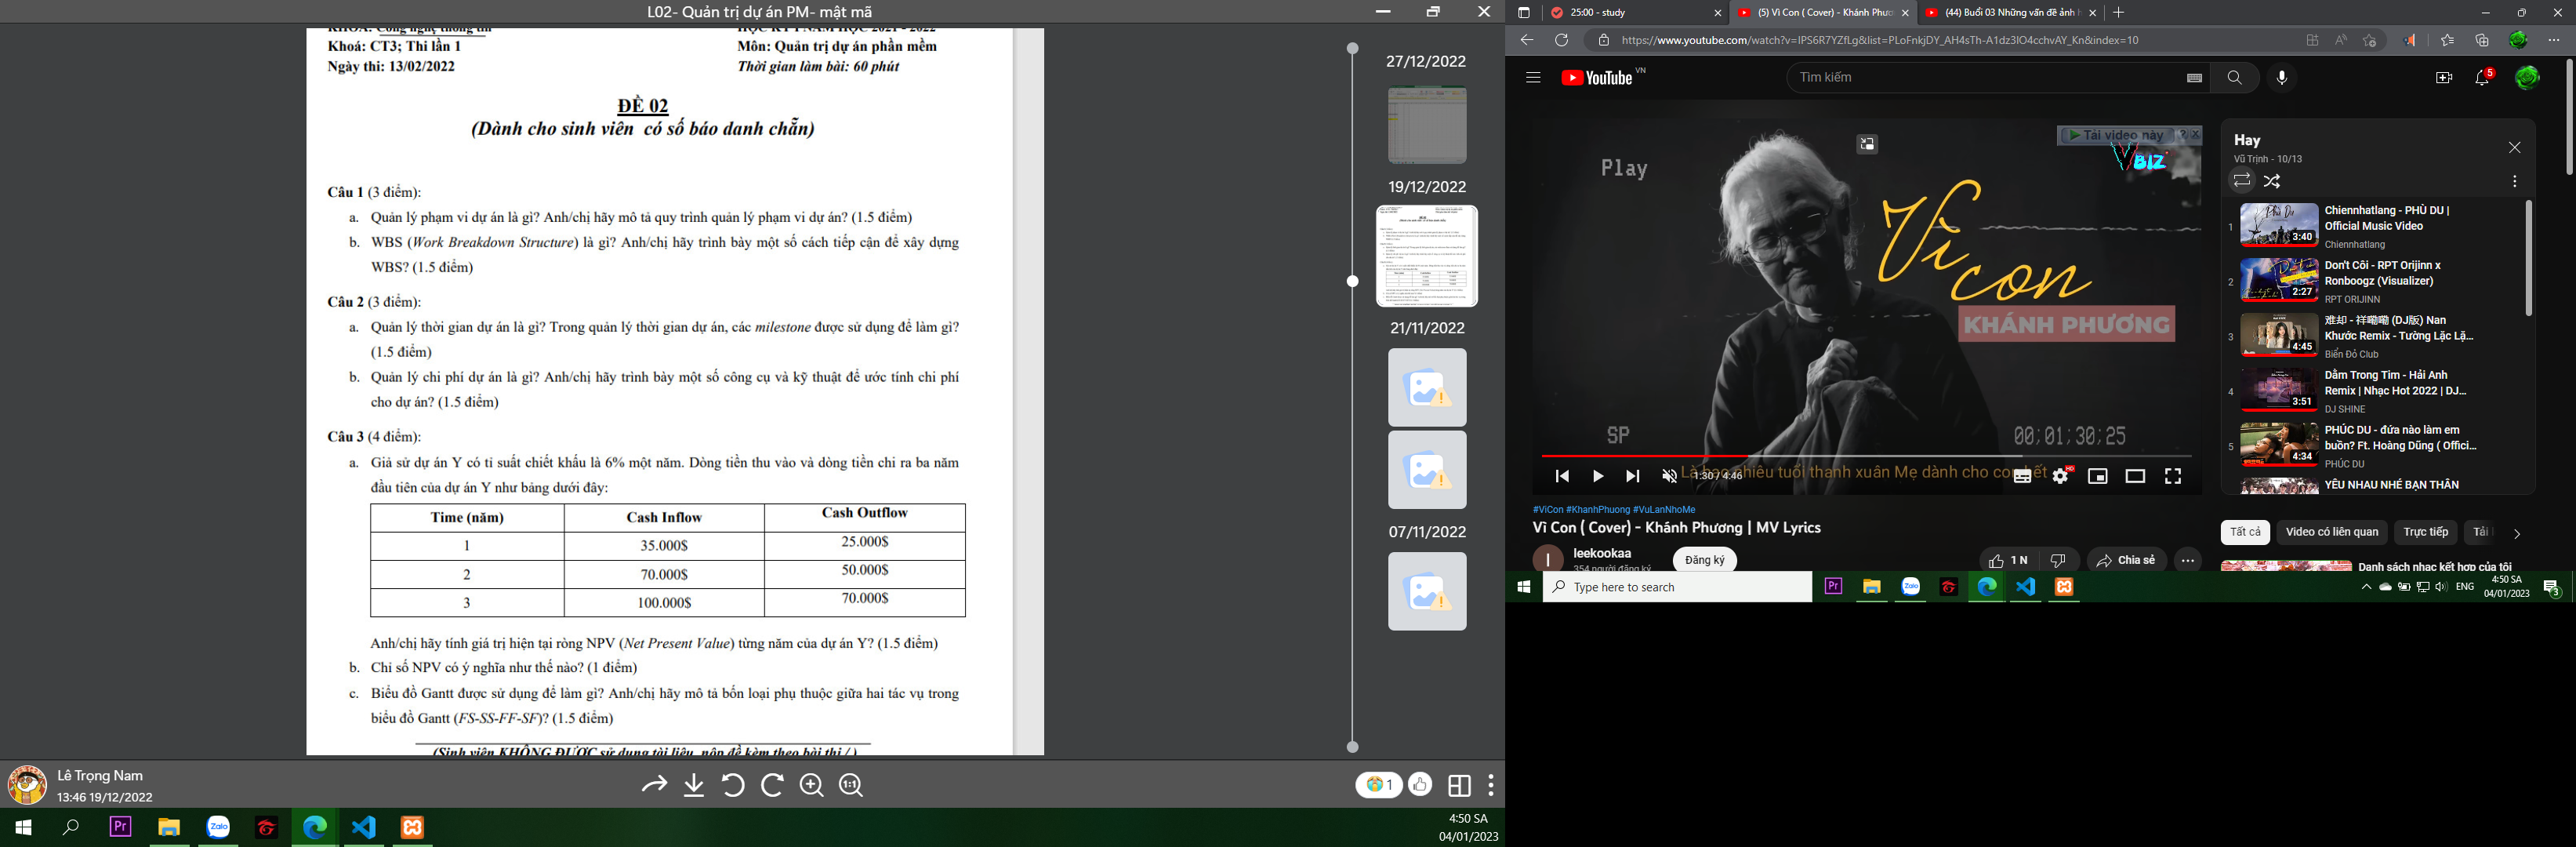 L02- Quản trị dự án PM- mật mã
KHOA: Công nghệ thông tin
HỌC KỲ I NĂM HỌC 2021 - 2022
Khoá: CT3; Thi lần 1
Môn: Quản trị dự án phần mềm
Ngày thi: 13/02/2022
Thời gian làm bài: 60 phút
ĐỀ 02
(Dành cho sinh viên có số báo danh chẵn)
Câu 1 (3 điểm):
a. Quản lý phạm vi dự án là gì? Anh/chị hãy mô tả quy trình quản lý phạm vi dự án? (1.5 điểm)
b. WBS (Work Breakdown Structure) là gì? Anh/chị hãy trình bày một số cách tiếp cận để xây dựng
WBS? (1.5 điểm)
Câu 2 (3 điểm):
a. Quản lý thời gian dự án là gì? Trong quản lý thời gian dự án, các milestone được sử dụng để làm gì?
(1.5 điểm)
b. Quản lý chi phí dự án là gì? Anh/chị hãy trình bày một số công cụ và kỹ thuật để ước tính chi phí
cho dự án? (1.5 điểm)
Câu 3 (4 điểm):
a. Giả sử dự án Y có tỉ suất chiết khấu là 6% một năm. Dòng tiền thu vào và dòng tiền chi ra ba năm
đầu tiên của dự án Y như bảng dưới đây:
Time (năm) Cash Inflow Cash Outflow
1 35.000$ 25.000$
2 70.000$ 50.000$
3 100.000$ 70.000$
Anh/chị hãy tính giá trị hiện tại ròng NPV (Net Present Value) từng năm của dự án Y? (1.5 điểm)
b. Chỉ số NPV có ý nghĩa như thế nào? (1 điểm)
c. Biểu đồ Gantt được sử dụng để làm gì? Anh/chị hãy mô tả bốn loại phụ thuộc giữa hai tác vụ trong
biểu đồ Gantt (FS-SS-FF-SF)? (1.5 điểm)
(Sinh viên KHÔNG ĐƯỢC sử dụng tài liệu, nộp đề kèm theo bài thi./.)
27/12/2022
19/12/2022
21/11/2022
07/11/2022
Lê Trọng Nam
13:46 19/12/2022
1:1
1
Pr
Zalo
4:50 SA
04/01/2023
25:00 - study
(5) Vì Con ( Cover) - Khánh Phươ
(44) Buổi 03 Những vấn đề ảnh h
https://www.youtube.com/watch?v=IPS6R7YZfLg&list=PLoFnkjDY_AH4sTh-A1dz3IO4cchvAY_Kn&index=10
YouTube VN
Tìm kiếm
5
Tải video này ? X
VBIZ
Play
Vì con
KHÁNH PHƯƠNG
SP
00;01;30;25
Là bao nhiêu tuổi thanh xuân Mẹ dành cho con hết
1:30 / 4:46
HD
#ViCon #KhanhPhuong #VuLanNhoMe
Vì Con ( Cover) - Khánh Phương | MV Lyrics
leekookaa
354 người đăng ký
Đăng ký
1 N
Chia sẻ
Hay
Vũ Trịnh - 10/13
1
3:40
Chiennhatlang - PHÙ DU |
Official Music Video
Chiennhatlang
2
2:27
Don't Côi - RPT Orijinn x
Ronboogz (Visualizer)
RPT ORIJINN
3
4:45
难却 - 祥嘞嘞 (DJ版) Nan
Khước Remix - Tường Lặc Lặ...
Biển Đỏ Club
4
3:51
Dằm Trong Tim - Hải Anh
Remix | Nhạc Hot 2022 | DJ...
DJ SHINE
5
4:34
PHÚC DU - đứa nào làm em
buồn? Ft. Hoàng Dũng ( Offici...
PHÚC DU
YÊU NHAU NHÉ BẠN THÂN
Tất cả
Video có liên quan
Trực tiếp
Tải
Danh sách nhạc kết hợp của tôi
Type here to search
Pr
Zalo
ENG
4:50 SA
04/01/2023
3